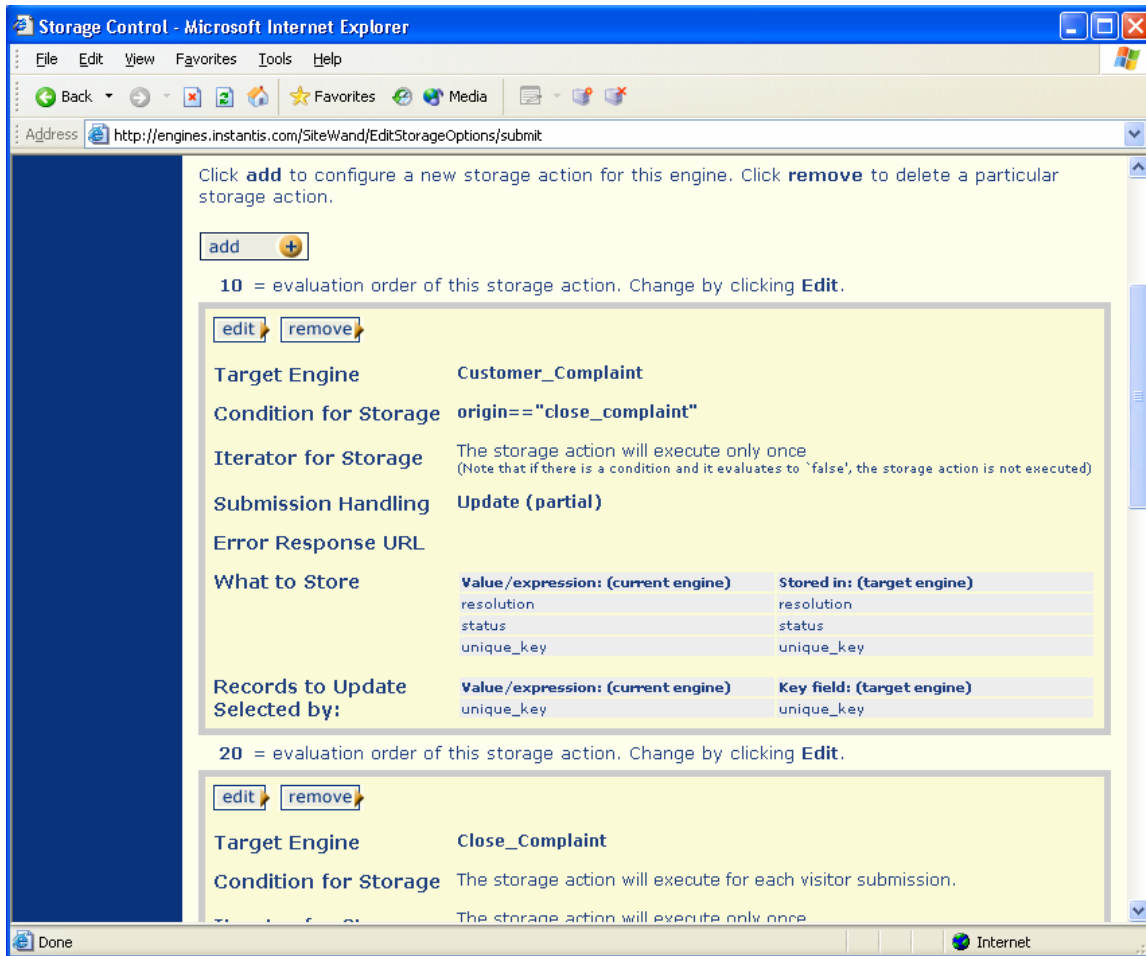 Storage Control - Microsoft Internet Explorer
File Edit View Favorites Tools Help
Back Favorites Media
Address http://engines.instantis.com/SiteWand/EditStorageOptions/submit
Click add to configure a new storage action for this engine. Click remove to delete a particular
storage action.
add
10 = evaluation order of this storage action. Change by clicking Edit.
edit remove
Target Engine Customer_Complaint
Condition for Storage origin=="close_complaint"
Iterator for Storage The storage action will execute only once
(Note that if there is a condition and it evaluates to `false', the storage action is not executed)
Submission Handling Update (partial)
Error Response URL
What to Store Value/expression: (current engine) Stored in: (target engine)
resolution resolution
status status
unique_key unique_key
Records to Update Value/expression: (current engine) Key field: (target engine)
Selected by: unique_key unique_key
20 = evaluation order of this storage action. Change by clicking Edit.
edit remove
Target Engine Close_Complaint
Condition for Storage The storage action will execute for each visitor submission.
The storage action will execute only once
Done Internet